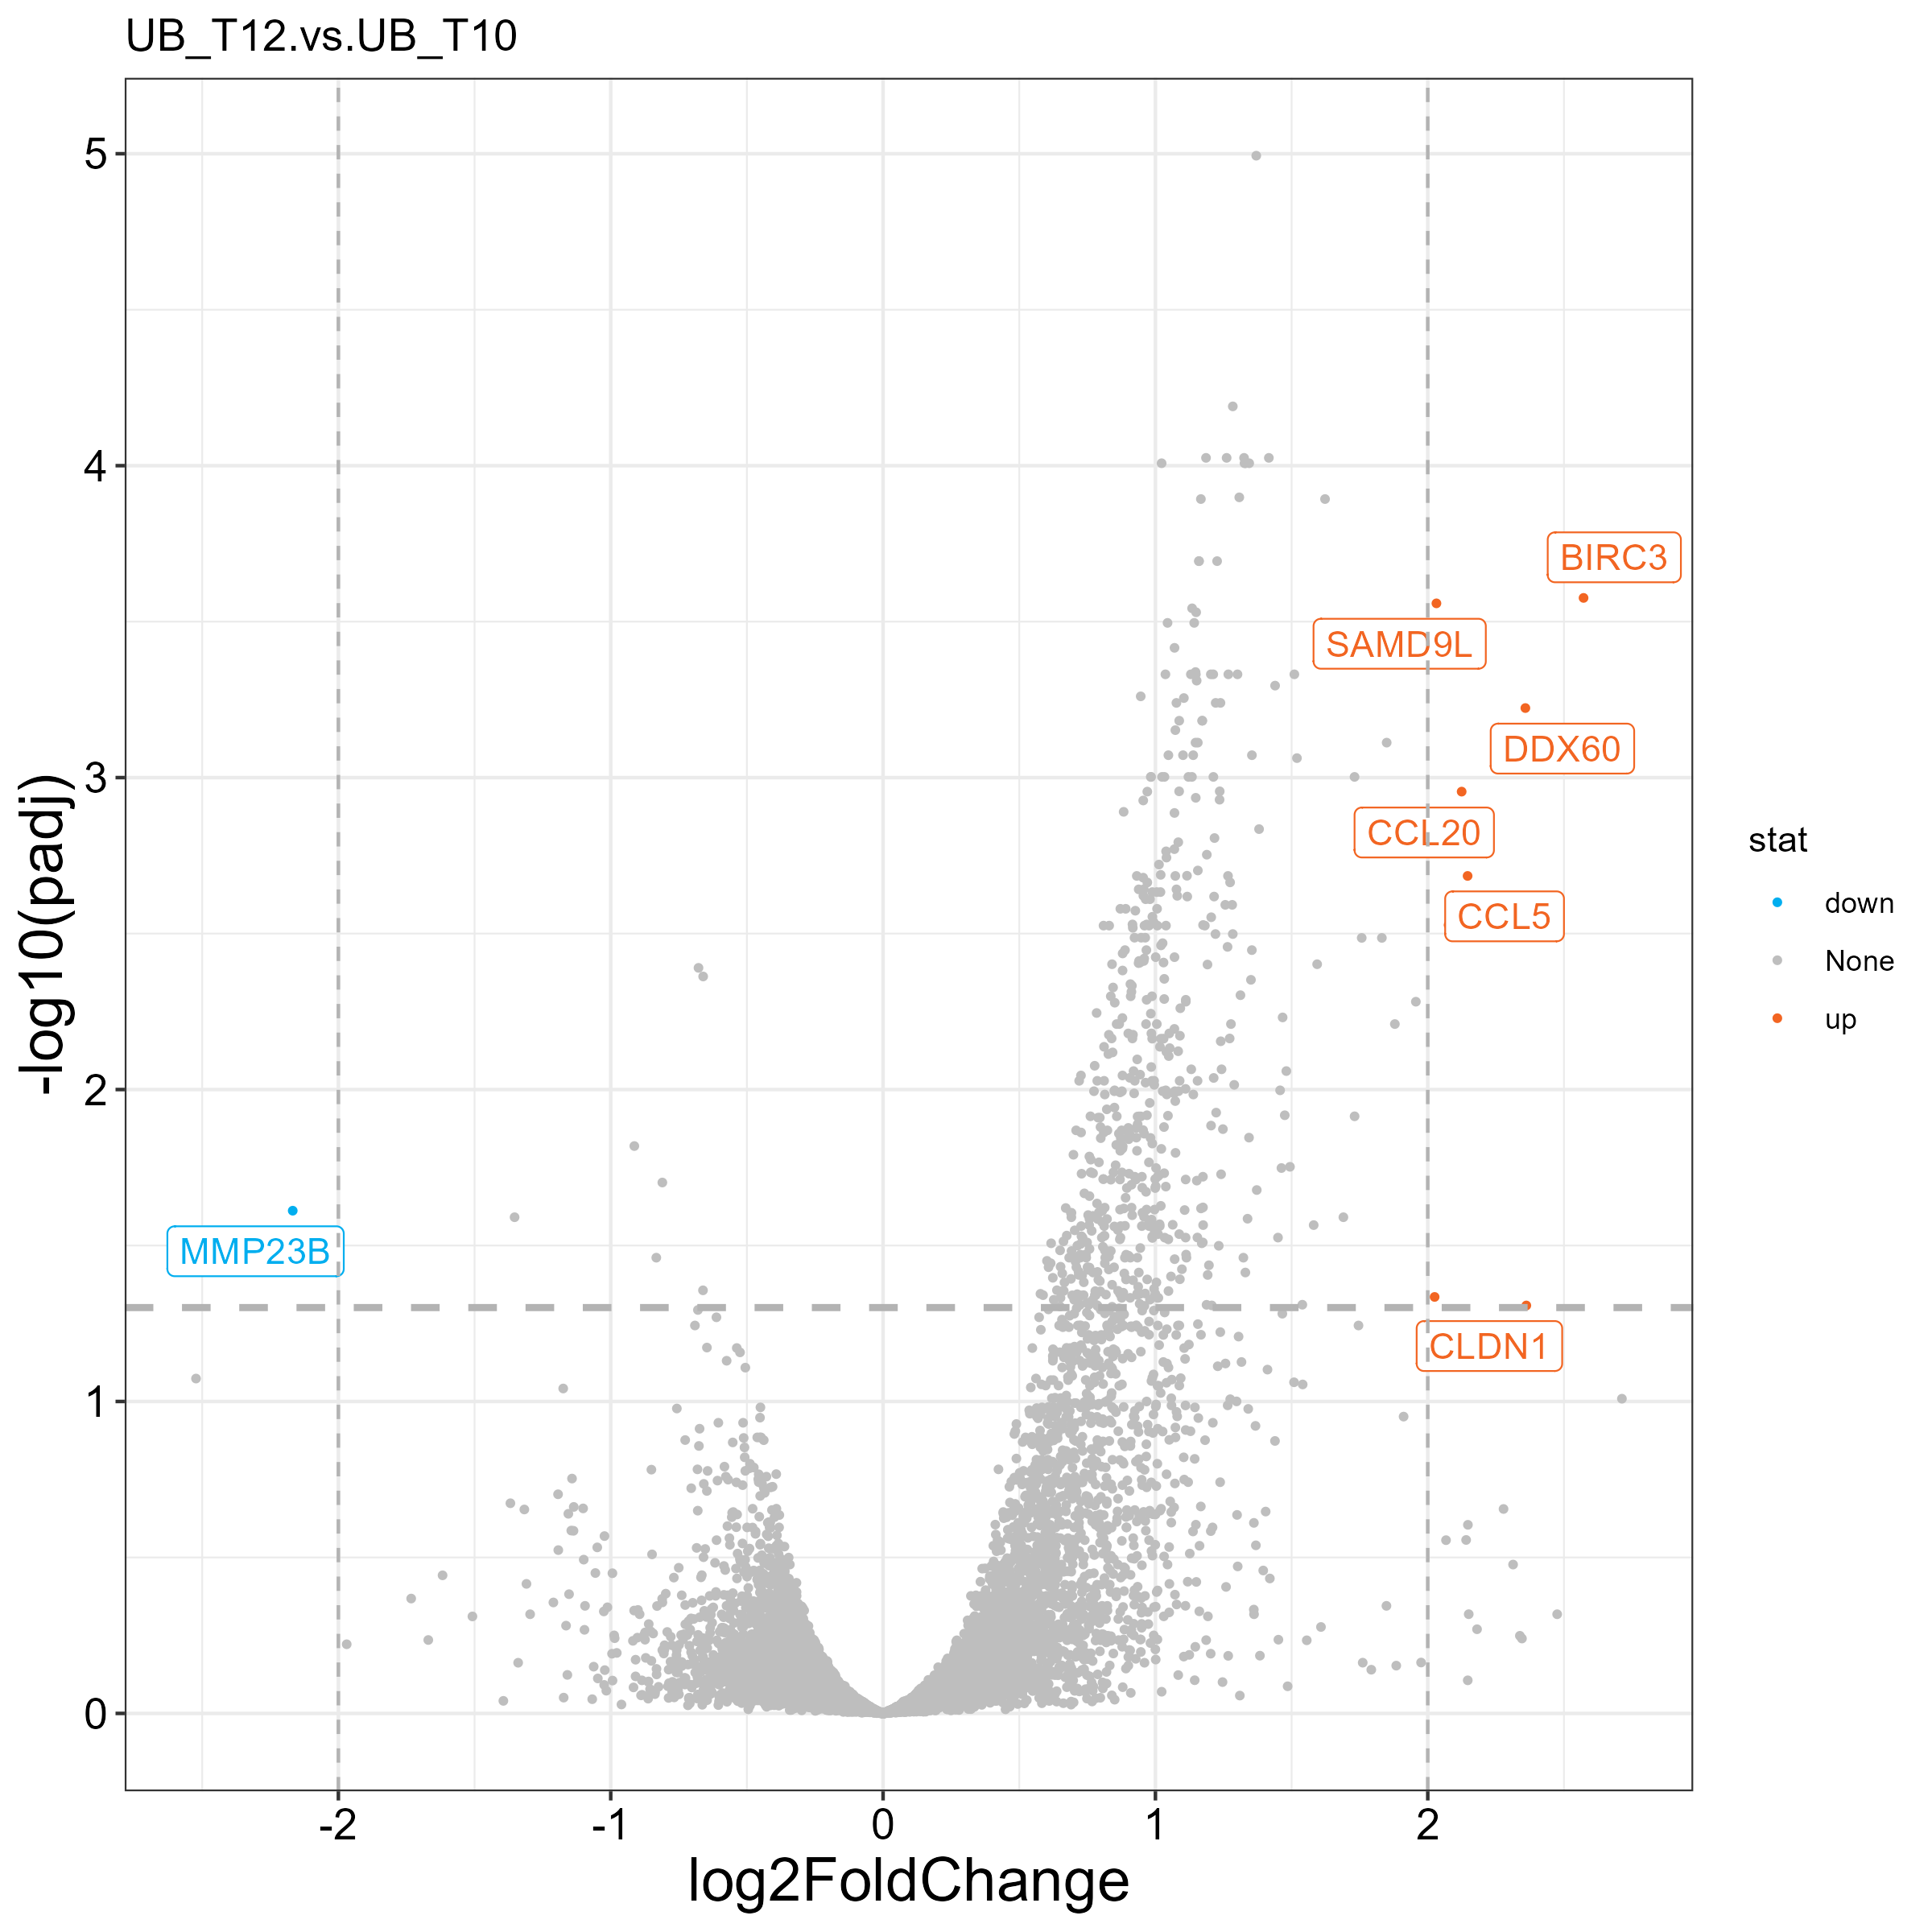 UB_T12.vs.UB_T10
5
4
3
2
1
0
-log10(padj)
BIRC3
SAMD9L
DDX60
CCL20
CCL5
MMP23B
CLDN1
-2
-1
0
1
2
log2FoldChange
stat
down
None
up